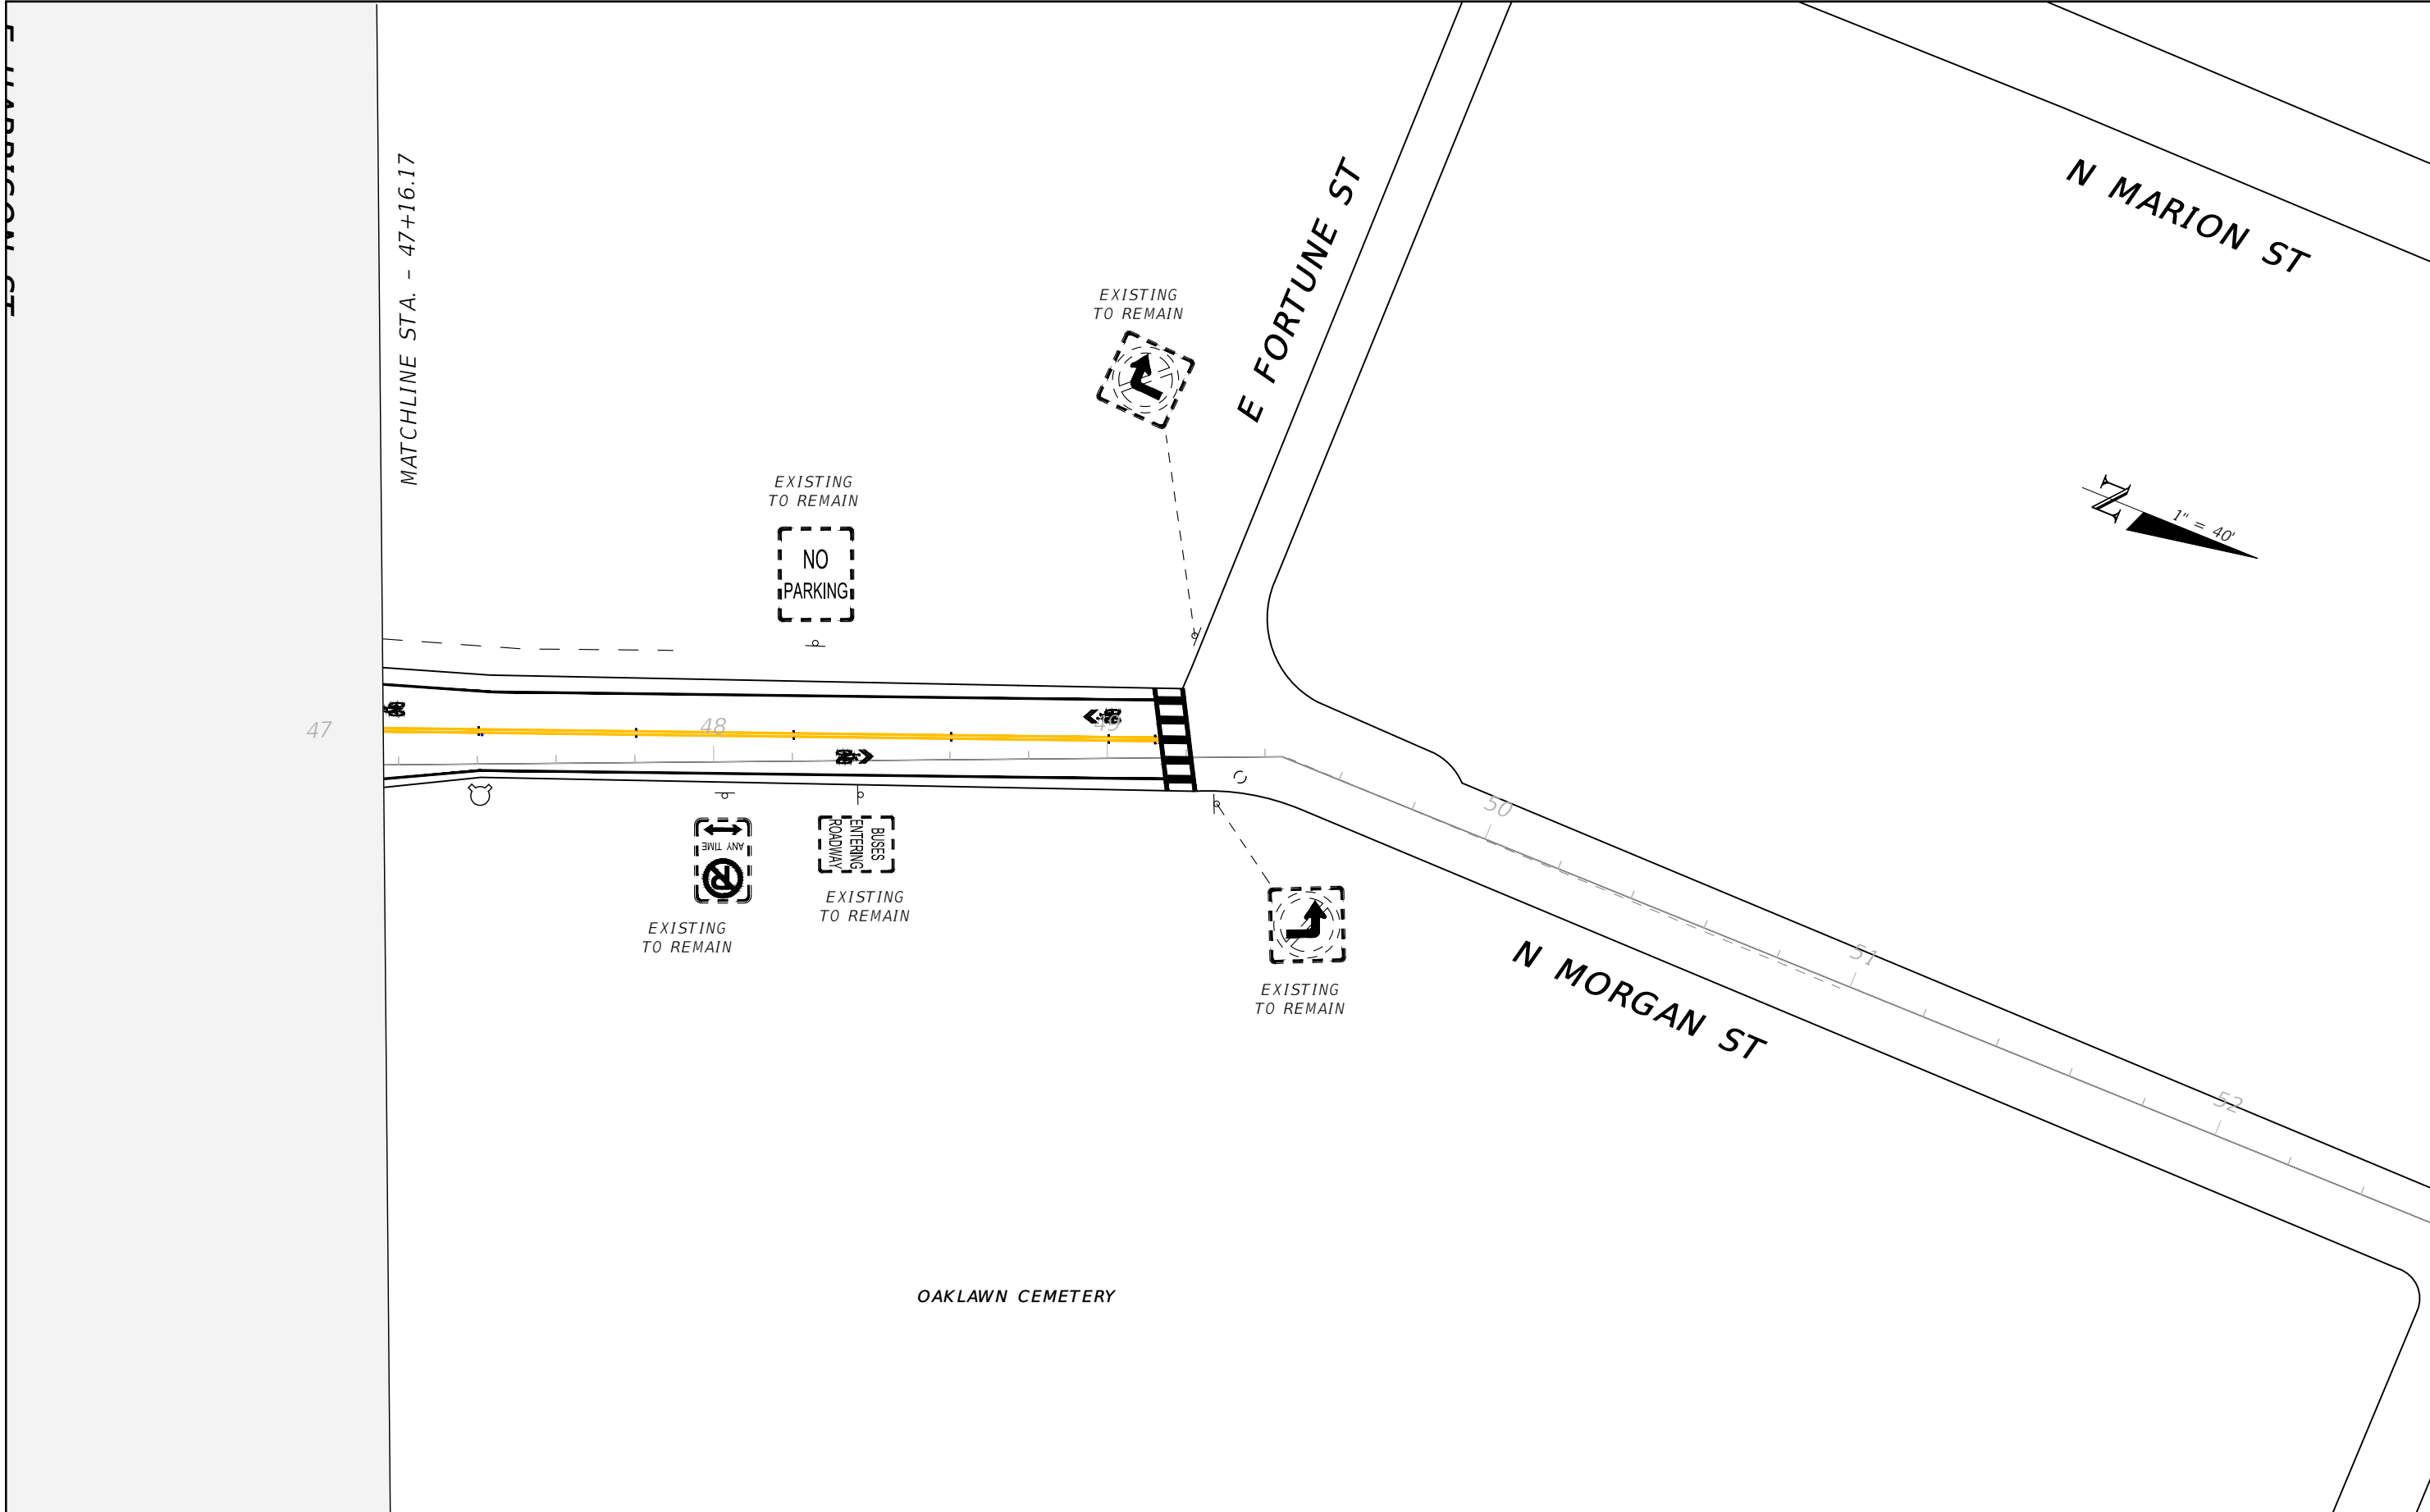 E HARRISON ST
MATCHLINE STA. - 47+16.17
E FORTUNE ST
N MARION ST
EXISTING
TO REMAIN
EXISTING
TO REMAIN
NO
PARKING
N
1" = 40'
47
48
49
50
51
52
ANY TIME
BUSES
ENTERING
ROADWAY
EXISTING
TO REMAIN
EXISTING
TO REMAIN
EXISTING
TO REMAIN
N MORGAN ST
OAKLAWN CEMETERY